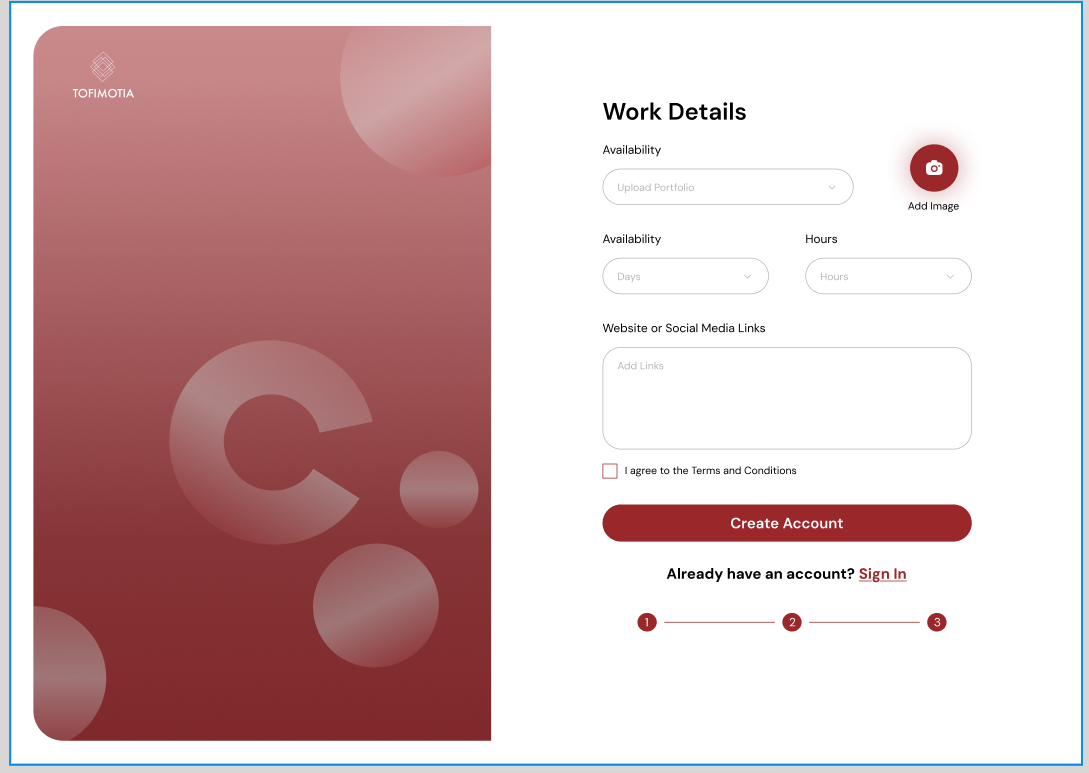 TOFIMOTIA
Work Details
Availability
Upload Portfolio
Add Image
Availability
Hours
Days
Hours
Website or Social Media Links
Add Links
I agree to the Terms and Conditions
Create Account
Already have an account? Sign In
1
2
3